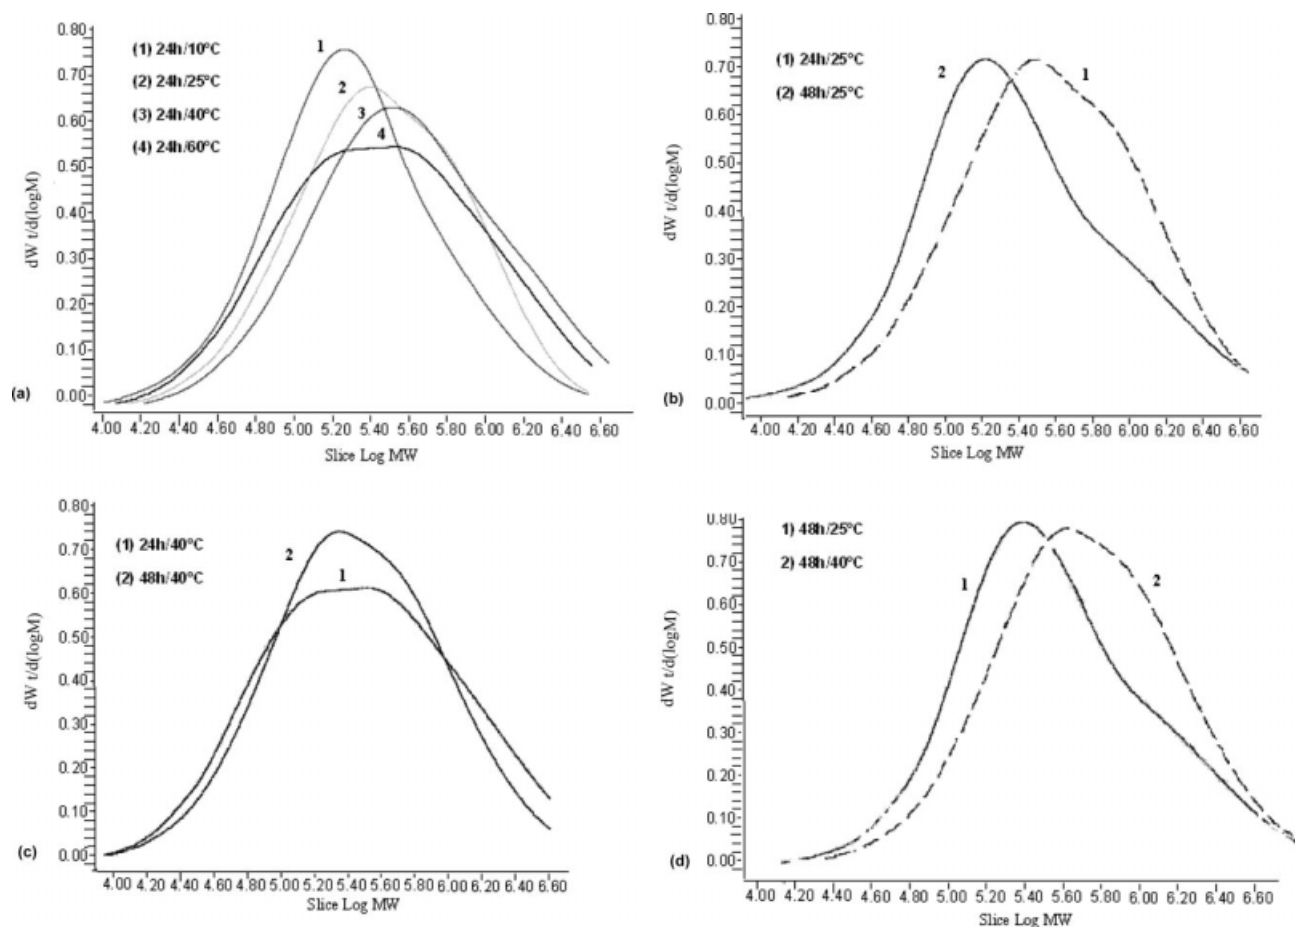 0.80
0.70
0.60
0.50
0.40
0.30
0.20
0.10
0.00
dW t/d(logM)
(1) 24h/10°C
(2) 24h/25°C
(3) 24h/40°C
(4) 24h/60°C
1
2
3
4
(a)
4.00 4.20 4.40 4.60 4.80 5.00 5.20 5.40 5.60 5.80 6.00 6.20 6.40 6.60
Slice Log MW
0.80
0.70
0.60
0.50
0.40
0.30
0.20
0.10
0.00
dW t/d(logM)
(1) 24h/25°C
(2) 48h/25°C
2
1
(b)
4.00 4.20 4.40 4.60 4.80 5.00 5.20 5.40 5.60 5.80 6.00 6.20 6.40 6.60
Slice Log MW
0.80
0.70
0.60
0.50
0.40
0.30
0.20
0.10
0.00
dW t/d(logM)
(1) 24h/40°C
(2) 48h/40°C
2
1
(c)
4.00 4.20 4.40 4.60 4.80 5.00 5.20 5.40 5.60 5.80 6.00 6.20 6.40 6.60
Slice Log MW
0.80
0.70
0.60
0.50
0.40
0.30
0.20
0.10
0.00
dW t/d(logM)
1) 48h/25°C
2) 48h/40°C
1
2
(d)
4.00 4.20 4.40 4.60 4.80 5.00 5.20 5.40 5.60 5.80 6.00 6.20 6.40 6.60
Slice Log MW